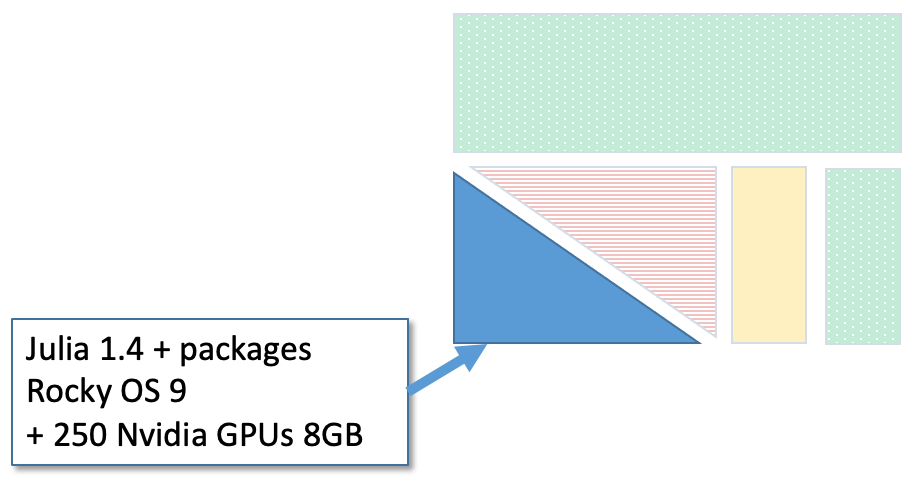 Julia 1.4 + packages
Rocky OS 9
+ 250 Nvidia GPUs 8GB